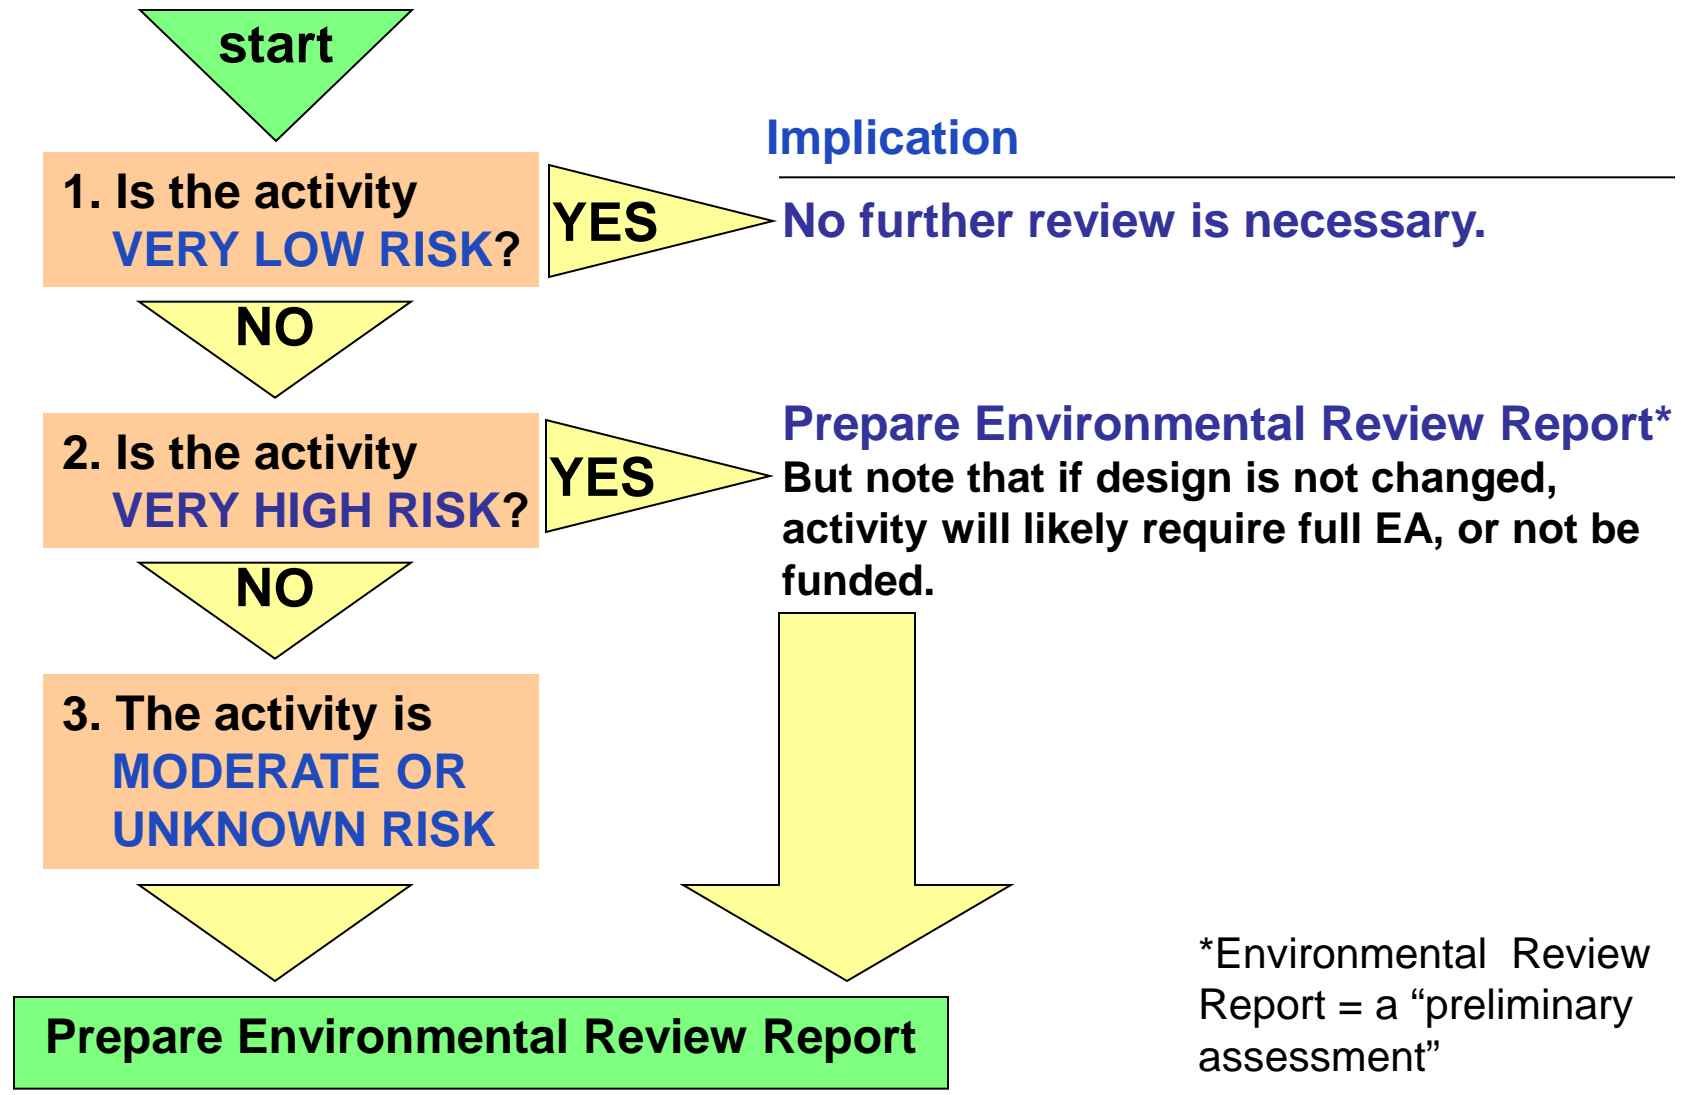 start
Implication
1. Is the activity
VERY LOW RISK?
YES
No further review is necessary.
NO
2. Is the activity
VERY HIGH RISK?
YES
Prepare Environmental Review Report*
But note that if design is not changed,
activity will likely require full EA, or not be
funded.
NO
3. The activity is
MODERATE OR
UNKNOWN RISK
Prepare Environmental Review Report
*Environmental Review
Report = a “preliminary
assessment”